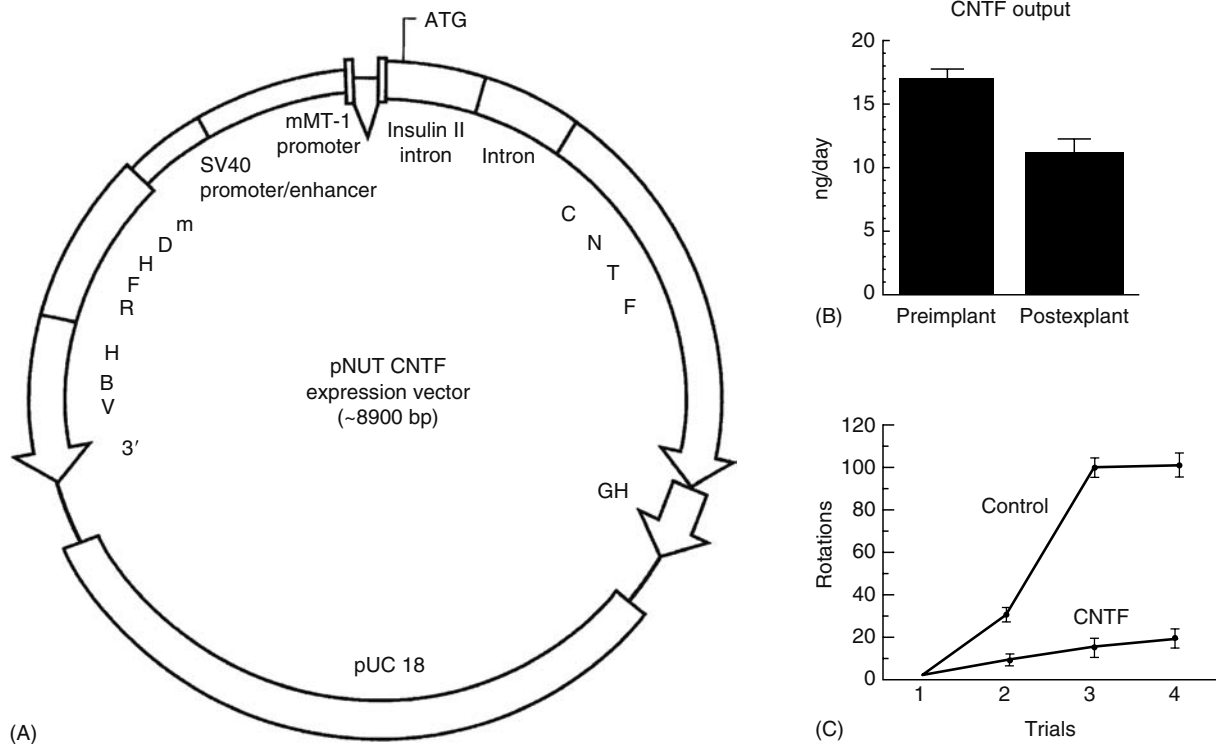 ATG
mMT-1
promoter
Insulin II
intron
Intron
SV40
promoter/enhancer
m
D
H
F
R
H
B
V
3′
C
N
T
F
pNUT CNTF
expression vector
(~8900 bp)
GH
pUC 18
(A)
CNTF output
20
15
10
5
0
ng/day
Preimplant Postexplant
(B)
120
100
80
60
40
20
0
Rotations
Control
CNTF
1 2 3 4
Trials
(C)